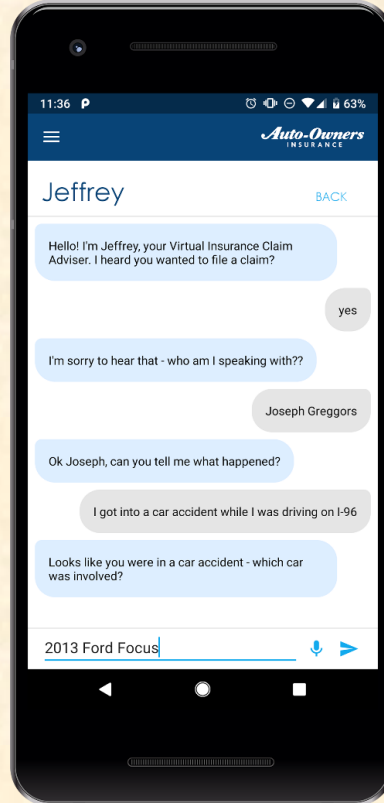 11:36
63%
Auto-Owners
INSURANCE
Jeffrey
BACK
Hello! I'm Jeffrey, your Virtual Insurance Claim
Adviser. I heard you wanted to file a claim?
yes
I'm sorry to hear that - who am I speaking with??
Joseph Greggors
Ok Joseph, can you tell me what happened?
I got into a car accident while I was driving on I-96
Looks like you were in a car accident - which car
was involved?
2013 Ford Focus